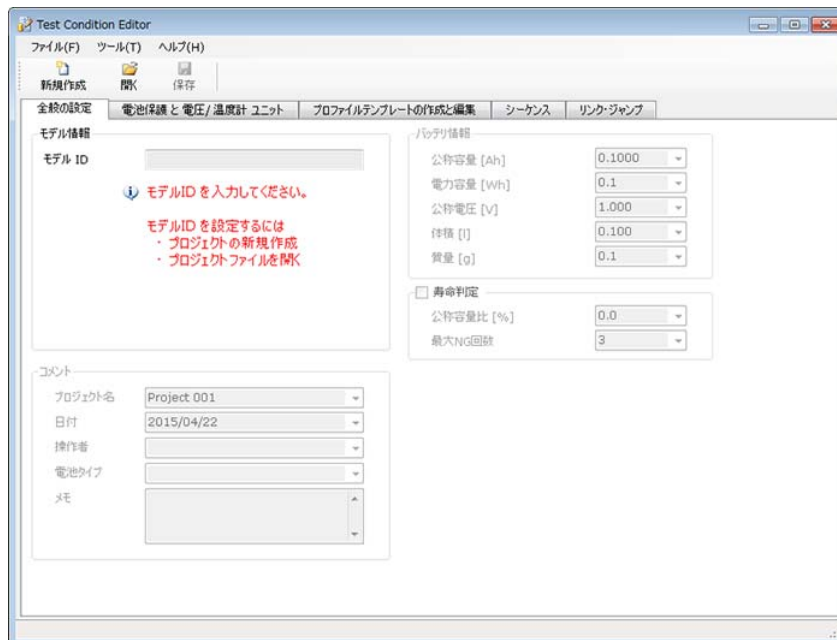 Test Condition Editor
ファイル(F) ツール(T) ヘルプ(H)
新規作成 開く 保存
全般の設定 電池保護 と 電圧/温度計 ユニット プロファイルテンプレートの作成と編集 シーケンス リンク・ジャンプ
モデル情報
モデル ID
モデルID を入力してください。
モデルID を設定するには
・ プロジェクトの新規作成
・ プロジェクトファイルを開く
バッテリ情報
公称容量 [Ah] 0.1000
電力容量 [Wh] 0.1
公称電圧 [V] 1.000
体積 [l] 0.100
質量 [g] 0.1
寿命判定
公称容量比 [%] 0.0
最大NG回数 3
コメント
プロジェクト名 Project 001
日付 2015/04/22
操作者
電池タイプ
メモ